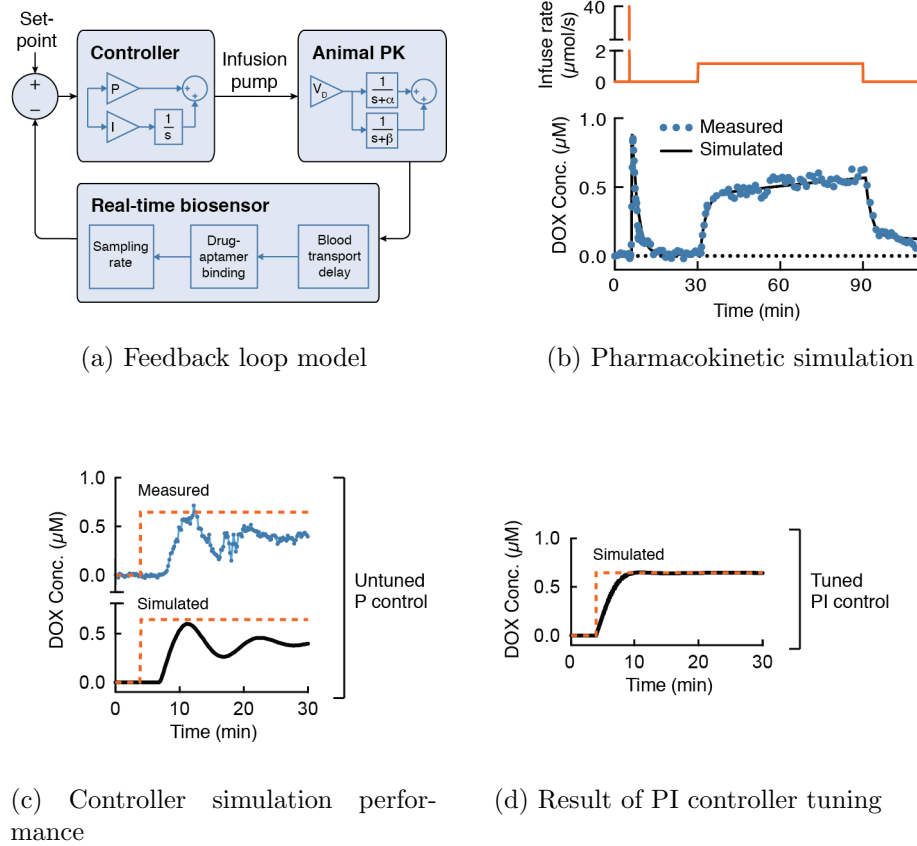 Set-
point
+
−
Controller
P
I
1
s
+
+
Infusion
pump
Animal PK
V_D
1
s+α
1
s+β
+
+
Real-time biosensor
Sampling
rate
Drug-
aptamer
binding
Blood
transport
delay
(a) Feedback loop model
Infuse rate
(µmol/s)
40
2
0
DOX Conc. (µM)
1.0
0.5
0.0
Measured
Simulated
0
30
60
90
Time (min)
(b) Pharmacokinetic simulation
DOX Conc. (µM)
1.0
0.5
0.0
Measured
0.5
0.0
Simulated
0
10
20
30
Time (min)
Untuned
P control
(c) Controller simulation perfor-
mance
DOX Conc. (µM)
1.0
0.5
0.0
Simulated
0
10
20
30
Time (min)
Tuned
PI control
(d) Result of PI controller tuning